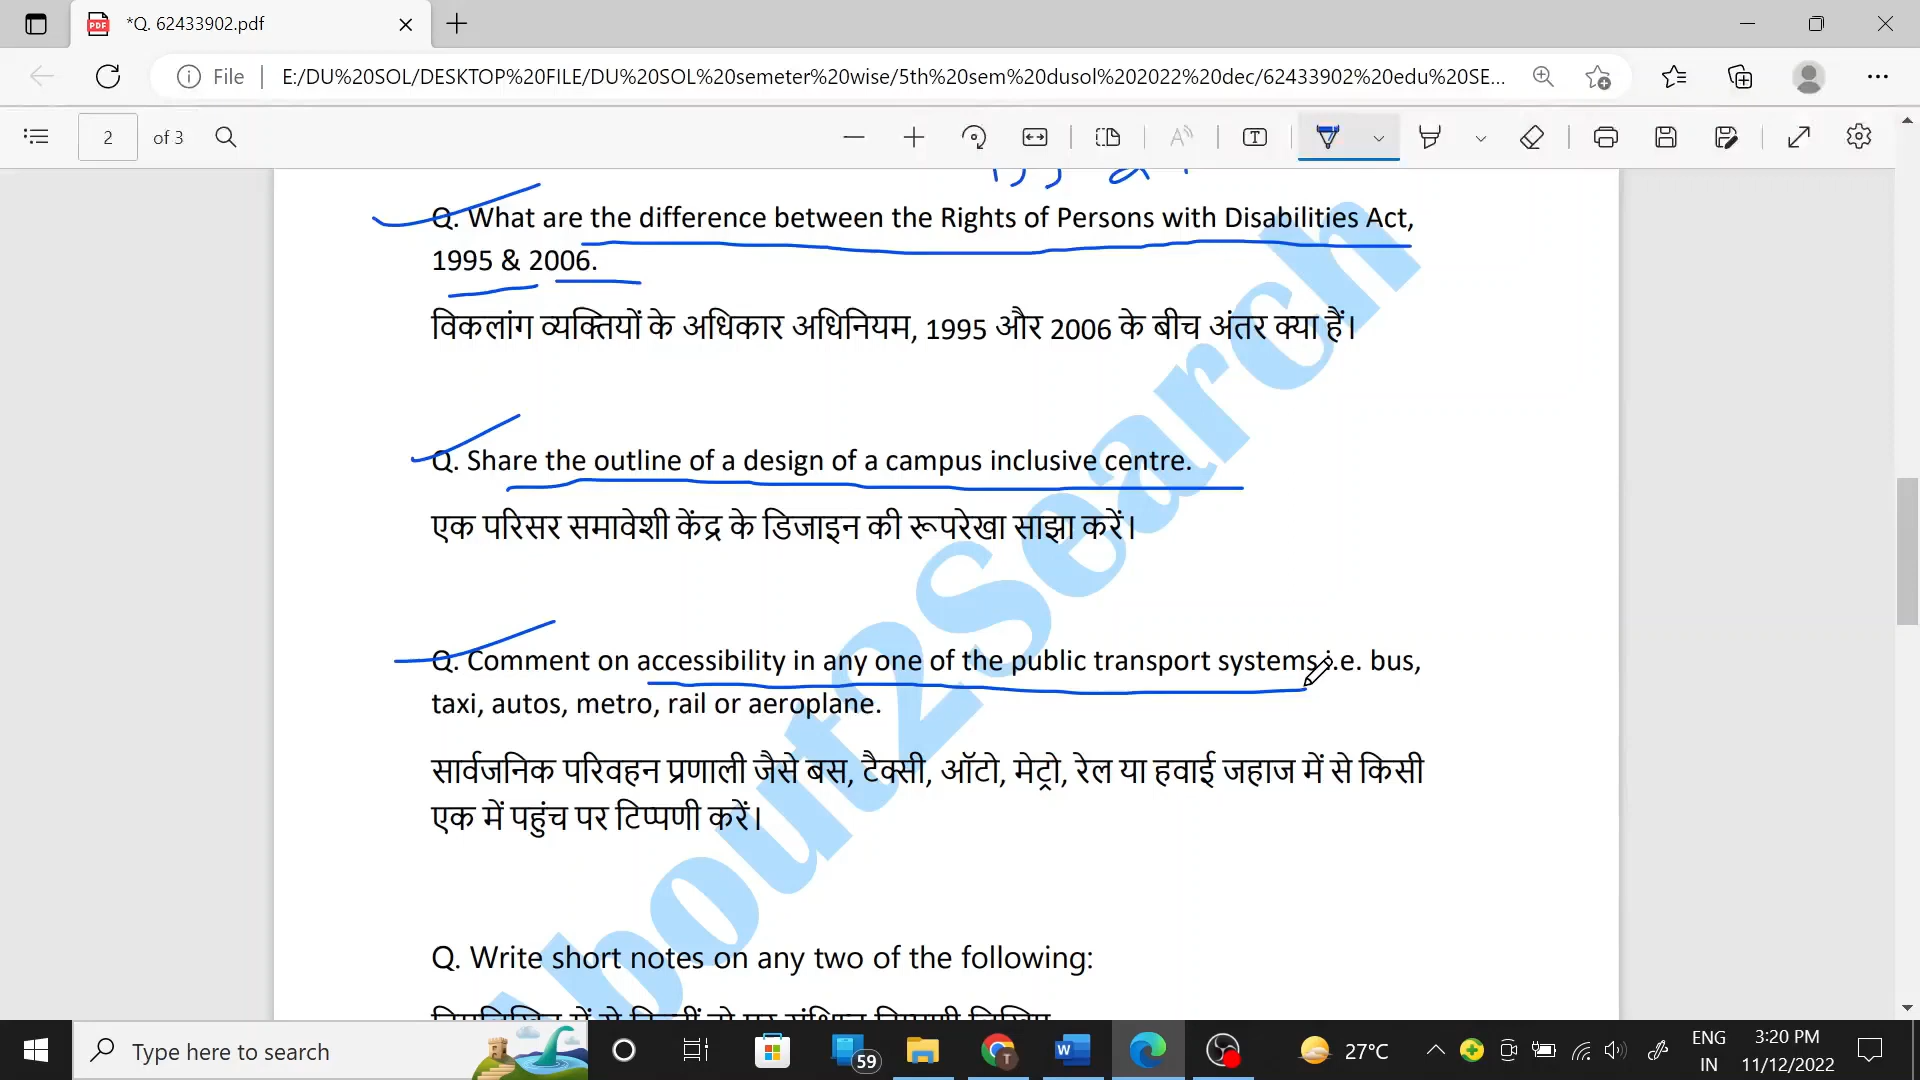 *Q. 62433902.pdf
File
E:/DU%20SOL/DESKTOP%20FILE/DU%20SOL%20semeter%20wise/5th%20sem%20dusol%202022%20dec/62433902%20edu%20SE...
2 of 3
Q. What are the difference between the Rights of Persons with Disabilities Act,
1995 & 2006.
विकलांग व्यक्तियों के अधिकार अधिनियम, 1995 और 2006 के बीच अंतर क्या हैं।
Q. Share the outline of a design of a campus inclusive centre.
एक परिसर समावेशी केंद्र के डिजाइन की रूपरेखा साझा करें।
Q. Comment on accessibility in any one of the public transport systems i.e. bus,
taxi, autos, metro, rail or aeroplane.
सार्वजनिक परिवहन प्रणाली जैसे बस, टैक्सी, ऑटो, मेट्रो, रेल या हवाई जहाज में से किसी
एक में पहुंच पर टिप्पणी करें।
Q. Write short notes on any two of the following:
About2Search
Type here to search
59
27°C
ENG
IN
3:20 PM
11/12/2022